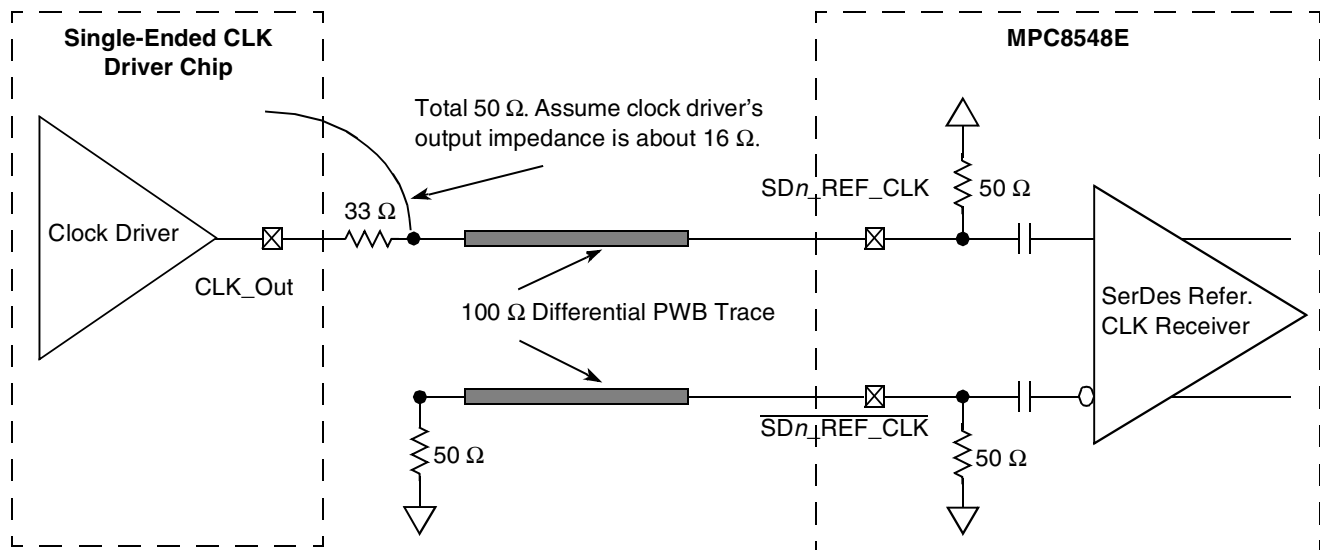 Single-Ended CLK
Driver Chip
MPC8548E
Total 50 Ω. Assume clock driver's
output impedance is about 16 Ω.
SDn_REF_CLK
50 Ω
33 Ω
Clock Driver
CLK_Out
SerDes Refer.
CLK Receiver
100 Ω Differential PWB Trace
SDn_REF_CLK
50 Ω
50 Ω